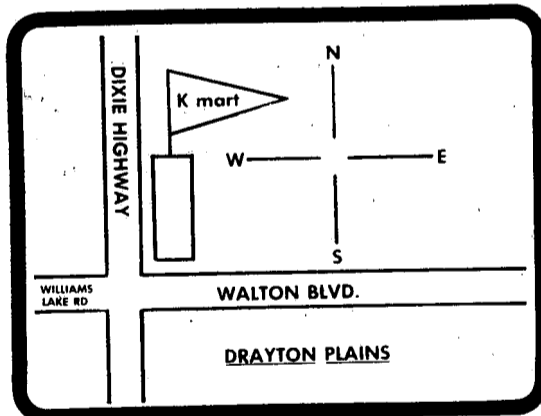 DIXIE HIGHWAY
K mart
N
W
E
S
WILLIAMS
LAKE RD
WALTON BLVD.
DRAYTON PLAINS